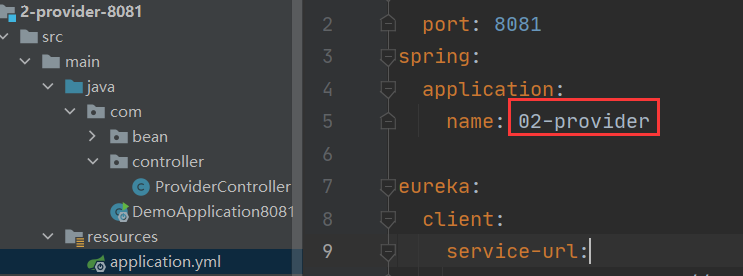 2-provider-8081
src
main
java
com
bean
controller
ProviderController
DemoApplication8081
resources
application.yml
2 port: 8081
3 spring:
4 application:
5 name: 02-provider
6
7 eureka:
8 client:
9 service-url: